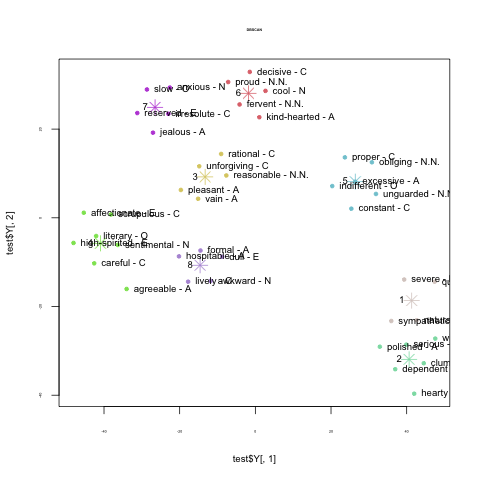 DBSCAN
decisive - C
proud - N.N.
anxious - N
slow - C
6
cool - N
7
fervent - N.N.
reserved - E
irresolute - C
kind-hearted - A
jealous - A
rational - C
proper - C
obliging - N.N.
unforgiving - C
3
reasonable - N.N.
5
excessive - A
indifferent - O
pleasant - A
unguarded - N.N
vain - A
constant - C
affectionate - E
scrupulous - C
literary - O
high-spirited - E
sentimental - N
formal - A
hospitable - A
dull - E
careful - C
8
severe -
lively
awkward - N
agreeable - A
1
sympathetic
nature
w
polished - A
serious -
2
clum
dependent
hearty
test$Y[, 2]
test$Y[, 1]